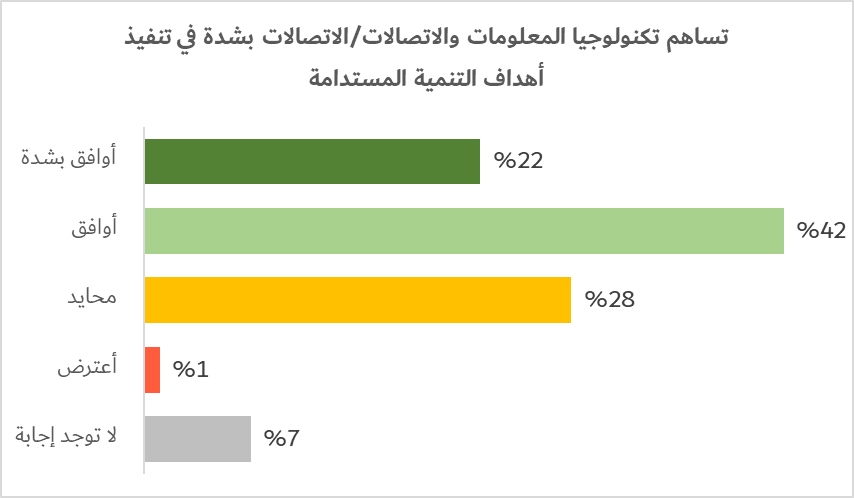 تساهم تكنولوجيا المعلومات والاتصالات/الاتصالات بشدة في تنفيذ
أهداف التنمية المستدامة
أوافق بشدة
%22
أوافق
%42
محايد
%28
أعترض
%1
لا توجد إجابة
%7